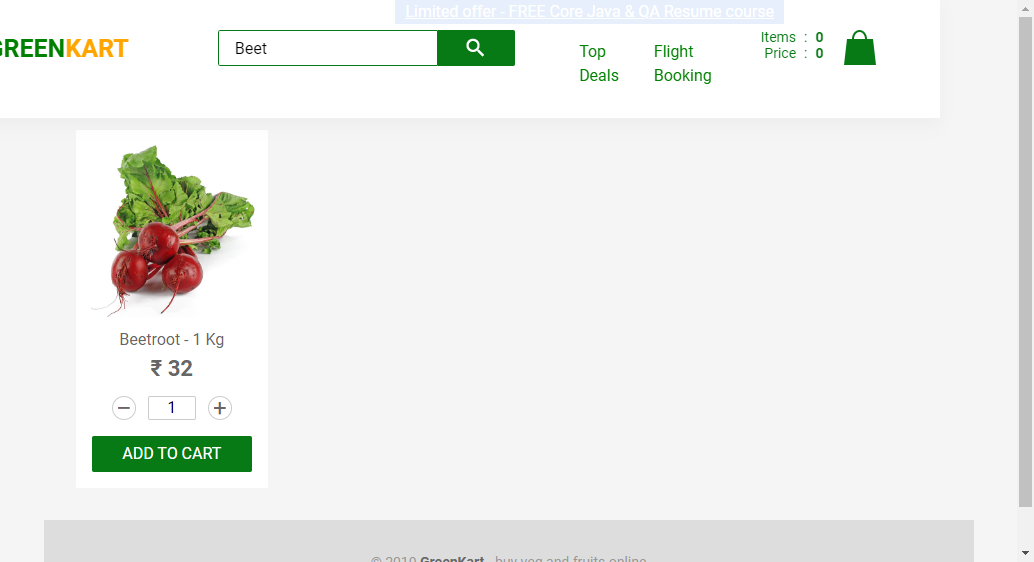 Limited offer - FREE Core Java & QA Resume course
GREENKART
Beet
Top Deals
Flight Booking
Items : 0
Price : 0
Beetroot - 1 Kg
₹ 32
1
ADD TO CART
© 2019 GreenKart - buy veg and fruits online